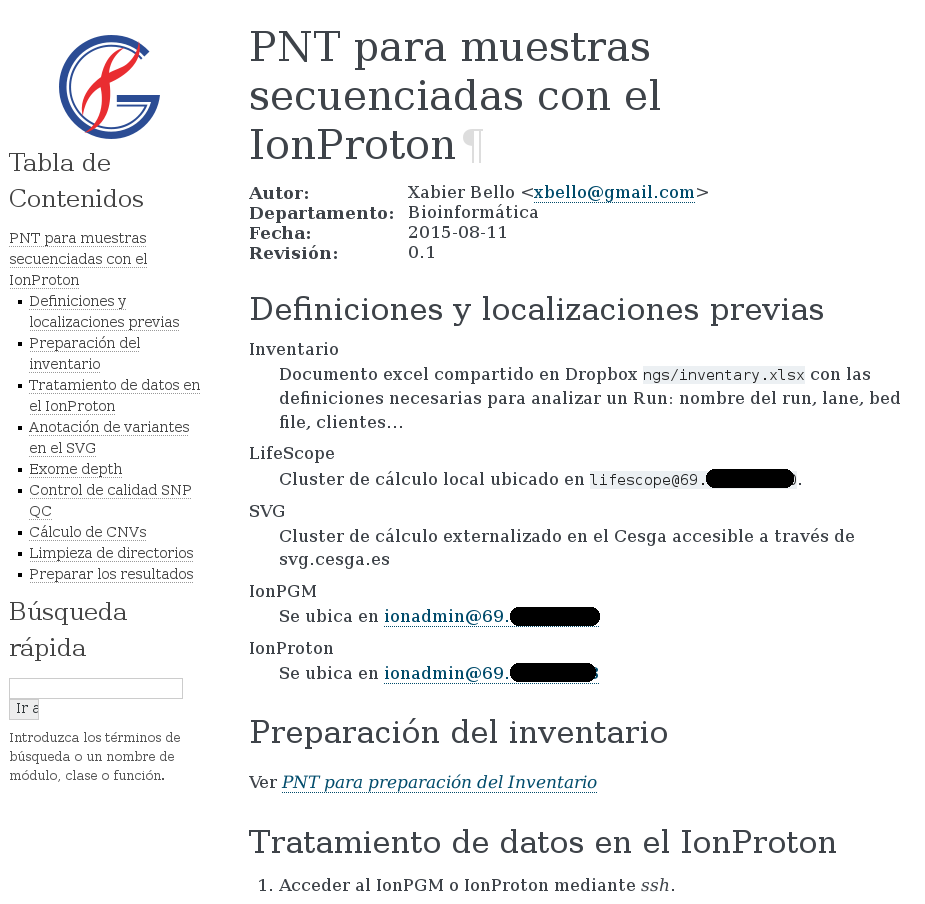 Tabla de
Contenidos
PNT para muestras
secuenciadas con el
IonProton
Definiciones y
localizaciones previas
Preparación del
inventario
Tratamiento de datos en
el IonProton
Anotación de variantes
en el SVG
Exome depth
Control de calidad SNP
QC
Cálculo de CNVs
Limpieza de directorios
Preparar los resultados
Búsqueda
rápida
Ir a
Introduzca los términos de
búsqueda o un nombre de
módulo, clase o función.
PNT para muestras
secuenciadas con el
IonProton¶
Autor: Xabier Bello <xbello@gmail.com>
Departamento: Bioinformática
Fecha: 2015-08-11
Revisión: 0.1
Definiciones y localizaciones previas
Inventario
Documento excel compartido en Dropbox ngs/inventary.xlsx con las
definiciones necesarias para analizar un Run: nombre del run, lane, bed
file, clientes...
LifeScope
Cluster de cálculo local ubicado en lifescope@69.
SVG
Cluster de cálculo externalizado en el Cesga accesible a través de
svg.cesga.es
IonPGM
Se ubica en ionadmin@69.
IonProton
Se ubica en ionadmin@69.
Preparación del inventario
Ver PNT para preparación del Inventario
Tratamiento de datos en el IonProton
1. Acceder al IonPGM o IonProton mediante ssh.